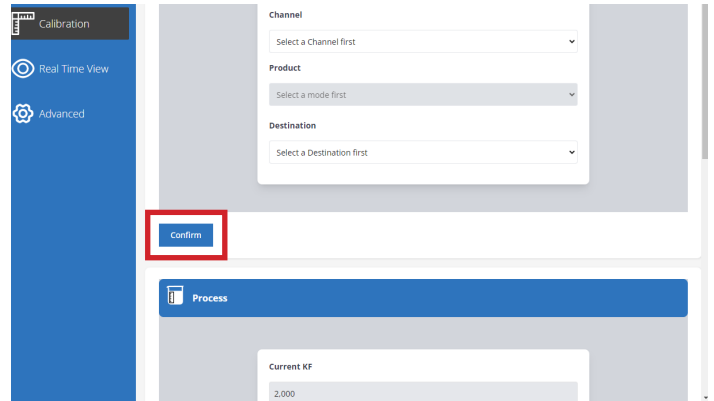 Calibration
Real Time View
Advanced
Channel
Select a Channel first
Product
Select a mode first
Destination
Select a Destination first
Confirm
Process
Current KF
2.000